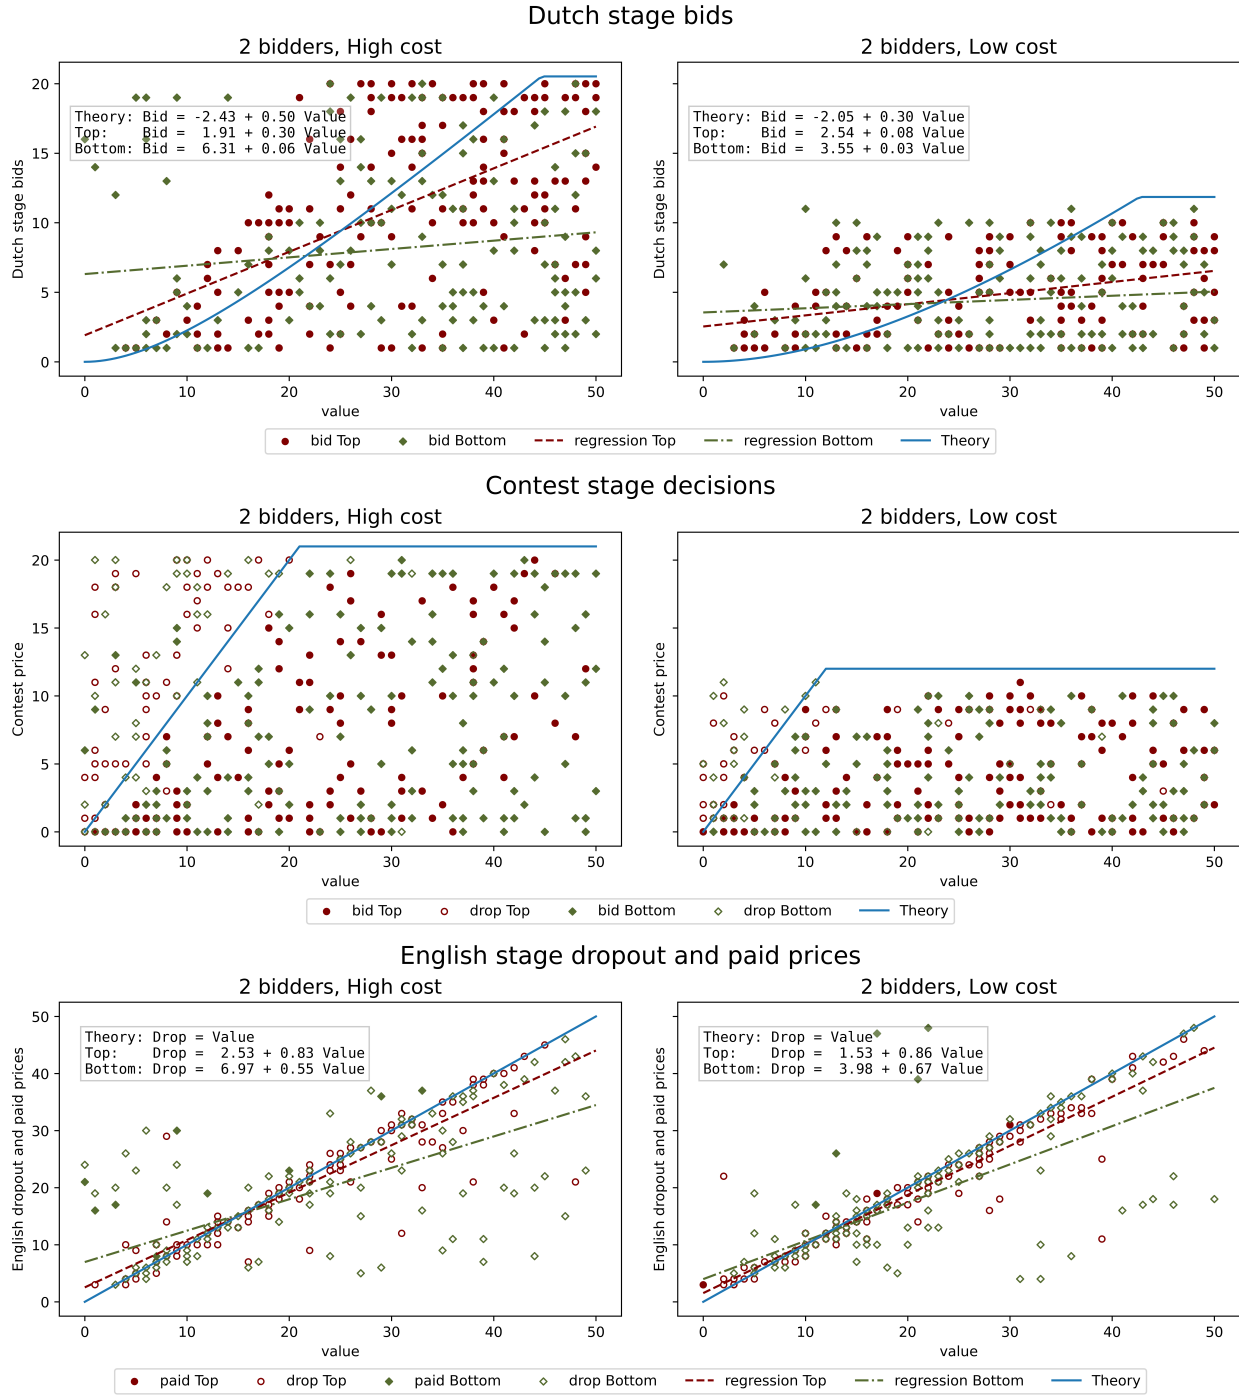 Dutch stage bids
2 bidders, High cost
2 bidders, Low cost
Dutch stage bids
20
15
10
5
0
Theory: Bid = -2.43 + 0.50 Value
Top:    Bid =  1.91 + 0.30 Value
Bottom: Bid =  6.31 + 0.06 Value
0 10 20 30 40 50
value
Dutch stage bids
Theory: Bid = -2.05 + 0.30 Value
Top:    Bid =  2.54 + 0.08 Value
Bottom: Bid =  3.55 + 0.03 Value
0 10 20 30 40 50
value
bid Top bid Bottom regression Top regression Bottom Theory
Contest stage decisions
2 bidders, High cost
2 bidders, Low cost
Contest price
20
15
10
5
0
0 10 20 30 40 50
value
Contest price
0 10 20 30 40 50
value
bid Top drop Top bid Bottom drop Bottom Theory
English stage dropout and paid prices
2 bidders, High cost
2 bidders, Low cost
English dropout and paid prices
50
40
30
20
10
0
Theory: Drop = Value
Top:    Drop =  2.53 + 0.83 Value
Bottom: Drop =  6.97 + 0.55 Value
0 10 20 30 40 50
value
English dropout and paid prices
Theory: Drop = Value
Top:    Drop =  1.53 + 0.86 Value
Bottom: Drop =  3.98 + 0.67 Value
0 10 20 30 40 50
value
paid Top drop Top paid Bottom drop Bottom regression Top regression Bottom Theory